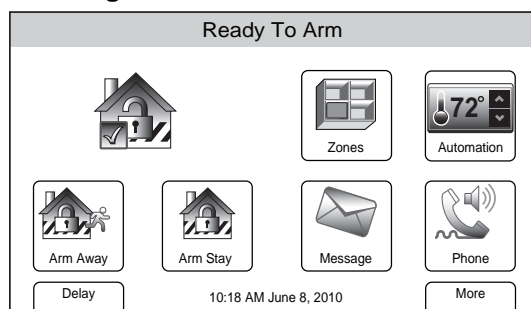 Ready To Arm
72°
Zones
Automation
Arm Away
Arm Stay
Message
Phone
Delay
10:18 AM June 8, 2010
More